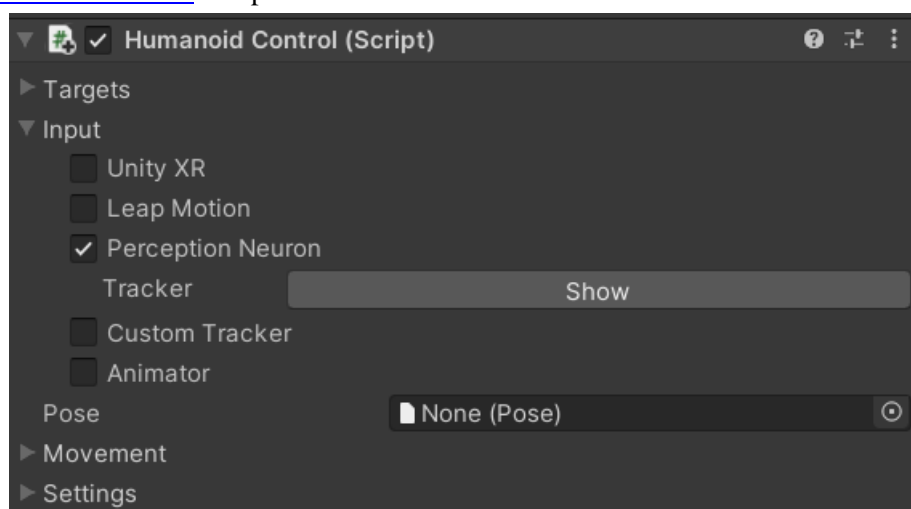 Humanoid Control (Script)
Targets
Input
Unity XR
Leap Motion
Perception Neuron
Tracker Show
Custom Tracker
Animator
Pose None (Pose)
Movement
Settings